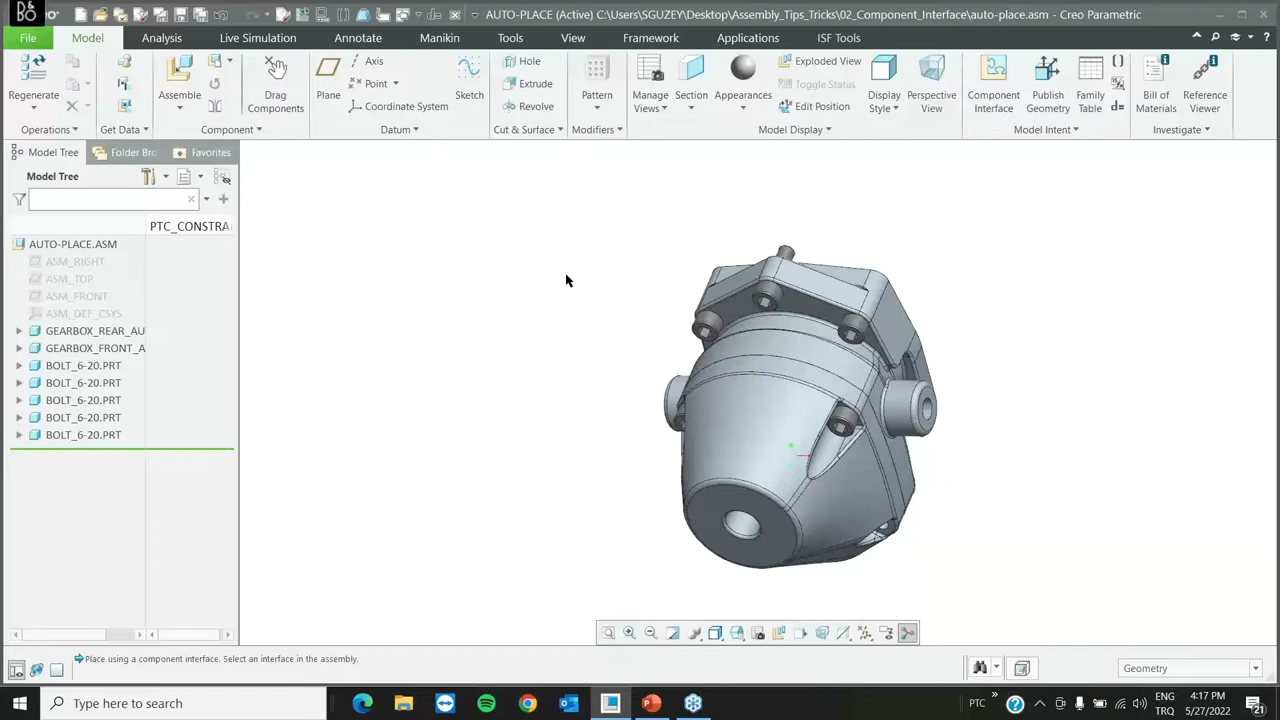 B&O
AUTO-PLACE (Active) C:\Users\SGUZEY\Desktop\Assembly_Tips_Tricks\02_Component_Interface\auto-place.asm - Creo Parametric
File Model Analysis Live Simulation Annotate Manikin Tools View Framework Applications ISF Tools
Regenerate
Operations
Get Data
Assemble
Drag Components
Component
Plane
Axis
Point
Coordinate System
Sketch
Datum
Hole
Extrude
Revolve
Cut & Surface
Pattern
Modifiers
Manage Views
Section
Appearances
Exploded View
Toggle Status
Edit Position
Display Style
Perspective View
Model Display
Component Interface
Publish Geometry
Family Table
Model Intent
Bill of Materials
Reference Viewer
Investigate
Model Tree Folder Bro Favorites
Model Tree
PTC_CONSTRA
AUTO-PLACE.ASM
ASM_RIGHT
ASM_TOP
ASM_FRONT
ASM_DEF_CSYS
GEARBOX_REAR_AU
GEARBOX_FRONT_A
BOLT_6-20.PRT
BOLT_6-20.PRT
BOLT_6-20.PRT
BOLT_6-20.PRT
BOLT_6-20.PRT
Place using a component interface. Select an interface in the assembly.
Geometry
Type here to search
PTC
ENG
TRQ
4:17 PM
5/27/2022
21